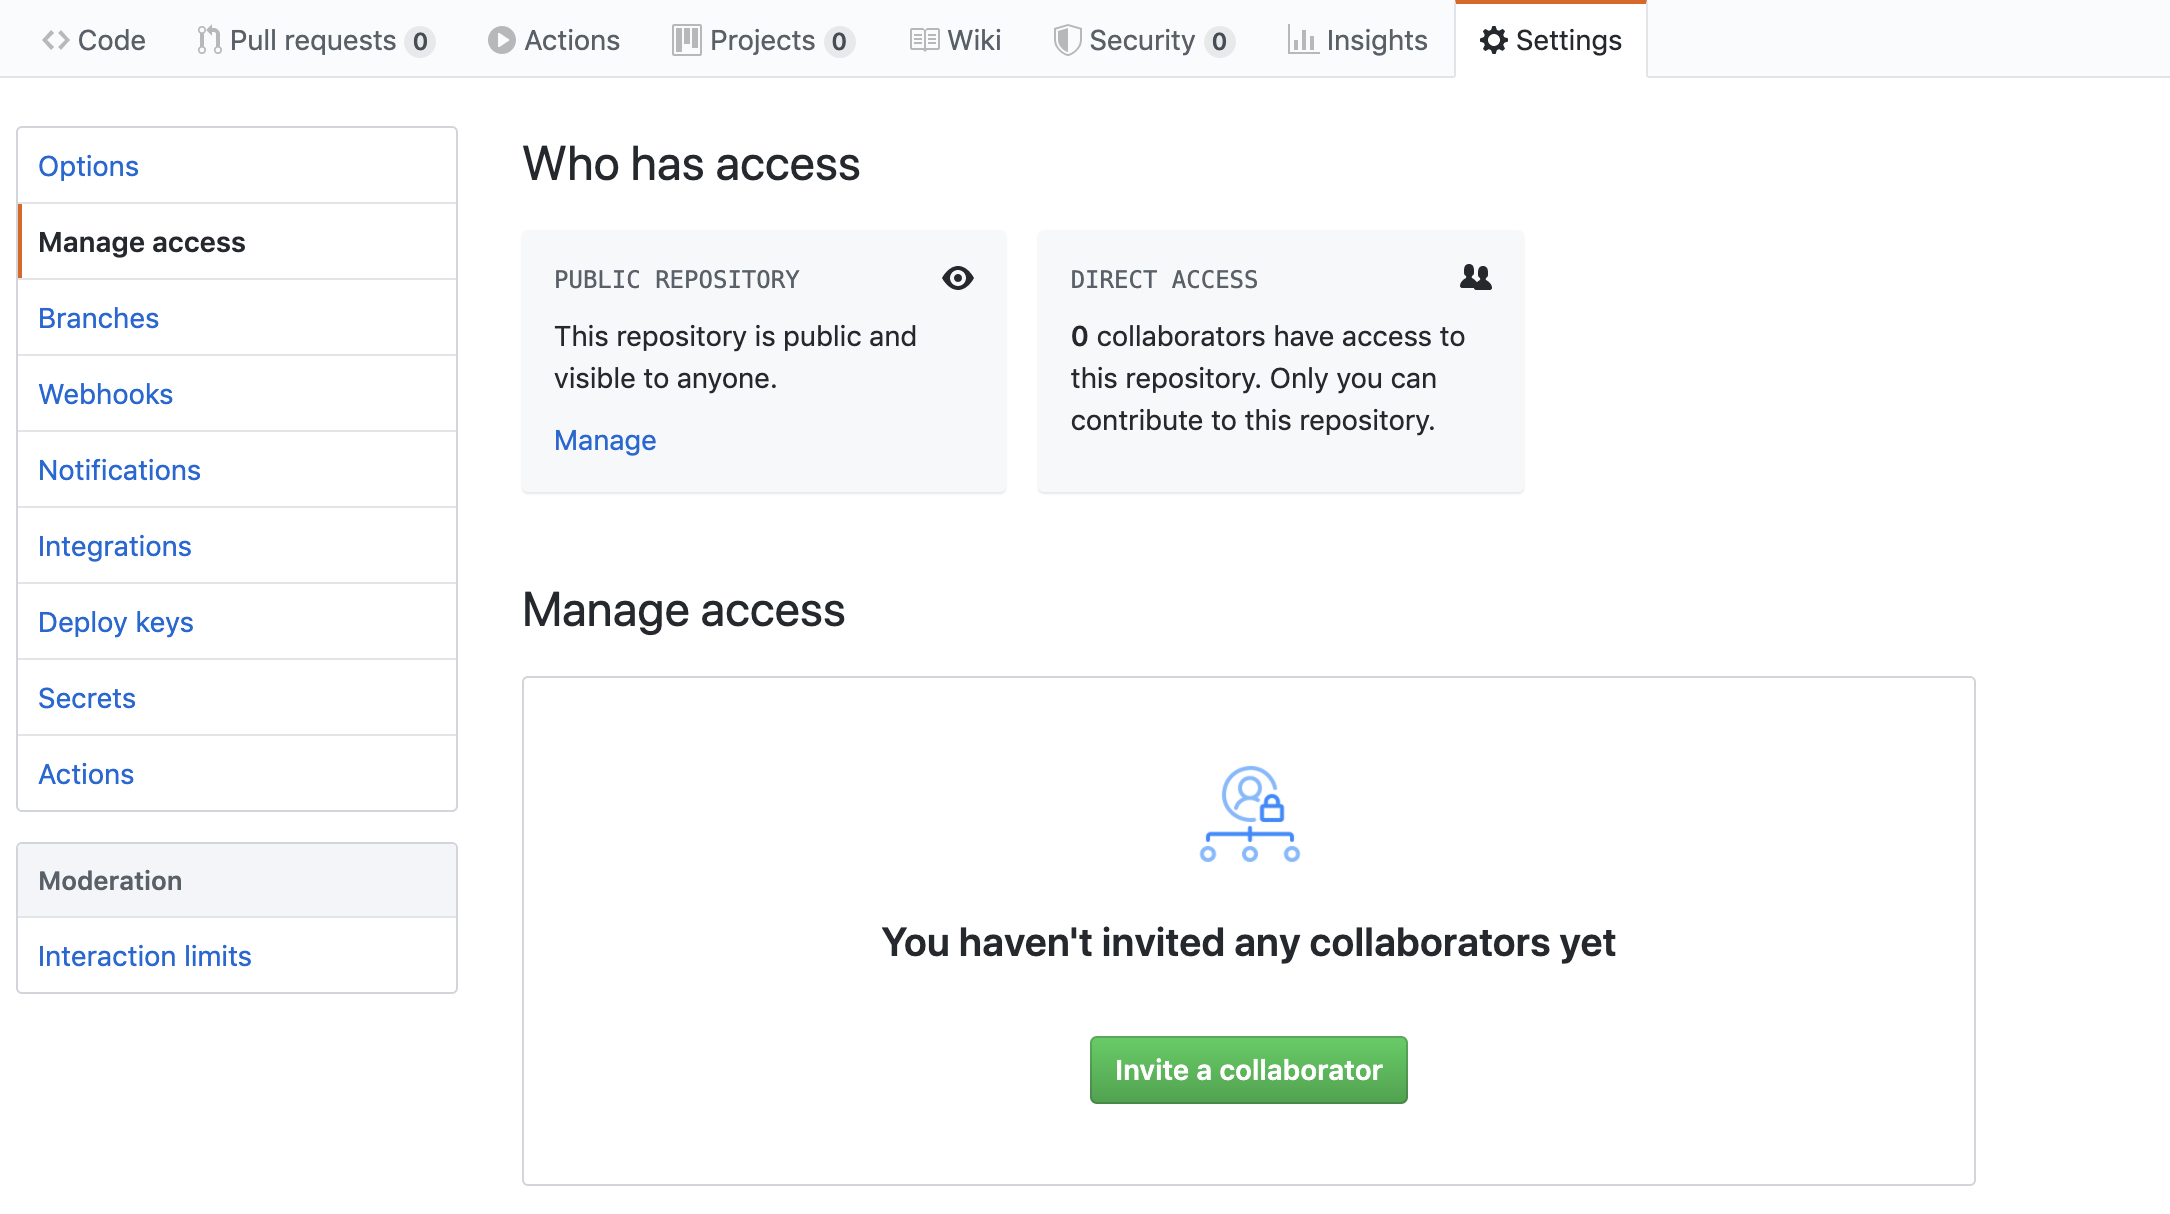 Code Pull requests 0 Actions Projects 0 Wiki Security 0 Insights Settings
Options
Manage access
Branches
Webhooks
Notifications
Integrations
Deploy keys
Secrets
Actions
Moderation
Interaction limits
Who has access
PUBLIC REPOSITORY
This repository is public and
visible to anyone.
Manage
DIRECT ACCESS
0 collaborators have access to
this repository. Only you can
contribute to this repository.
Manage access
You haven't invited any collaborators yet
Invite a collaborator